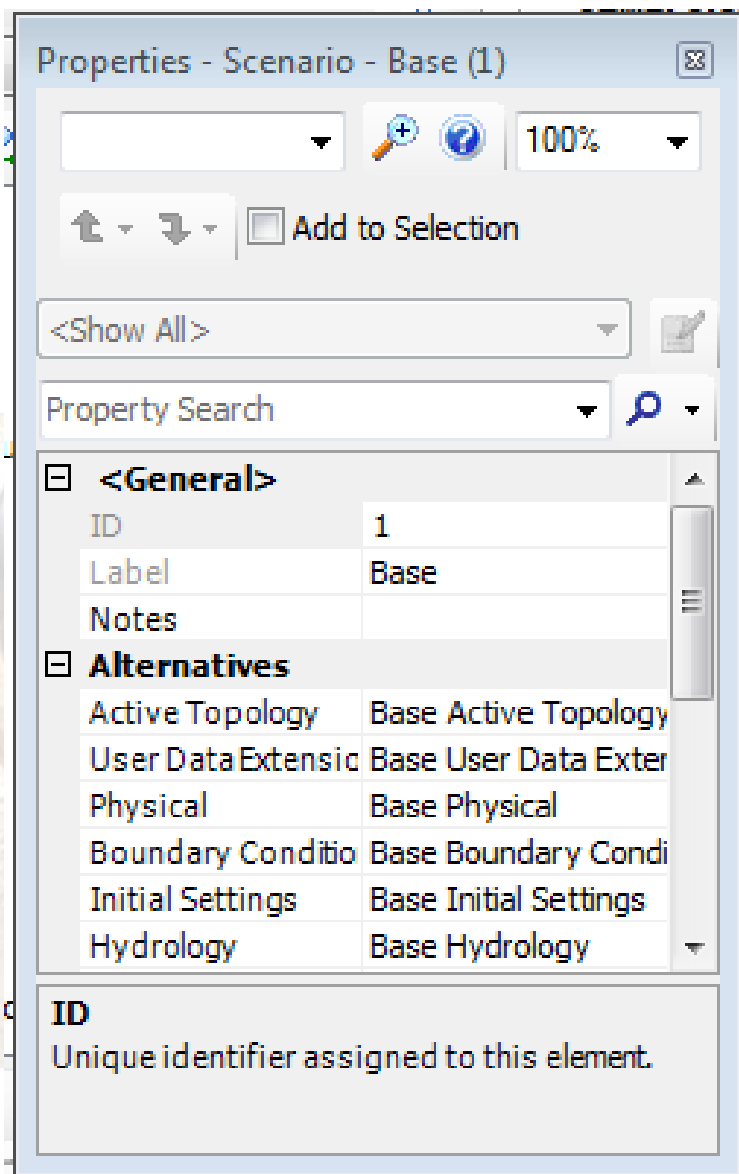 Properties - Scenario - Base (1)
100%
Add to Selection
<Show All>
Property Search
<General>
ID 1
Label Base
Notes
Alternatives
Active Topology Base Active Topology
User Data Extensio Base User Data Exter
Physical Base Physical
Boundary Conditio Base Boundary Condi
Initial Settings Base Initial Settings
Hydrology Base Hydrology
ID
Unique identifier assigned to this element.